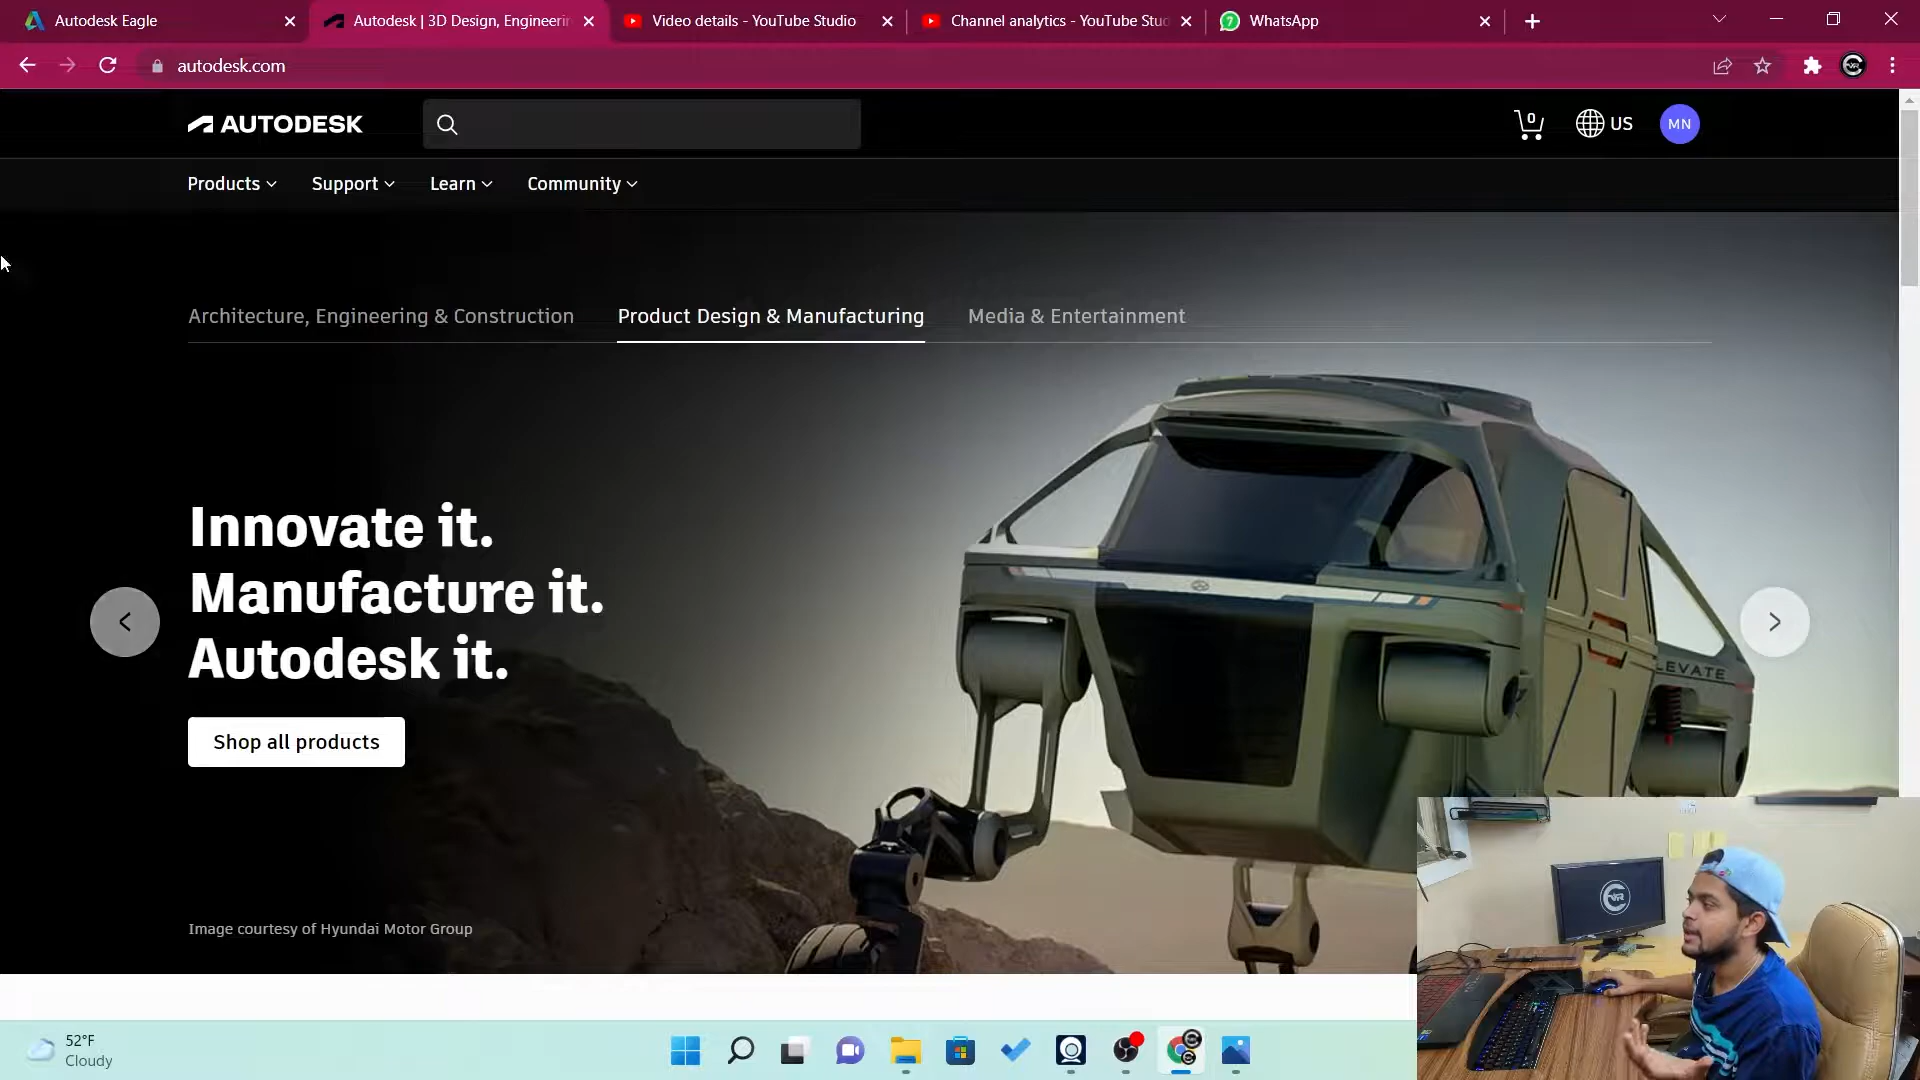 Autodesk Eagle
Autodesk | 3D Design, Engineerin
Video details - YouTube Studio
Channel analytics - YouTube Stud
WhatsApp
autodesk.com
AUTODESK
0
US
MN
Products
Support
Learn
Community
Architecture, Engineering & Construction
Product Design & Manufacturing
Media & Entertainment
Innovate it.
Manufacture it.
Autodesk it.
Shop all products
ELEVATE
Image courtesy of Hyundai Motor Group
52°F
Cloudy